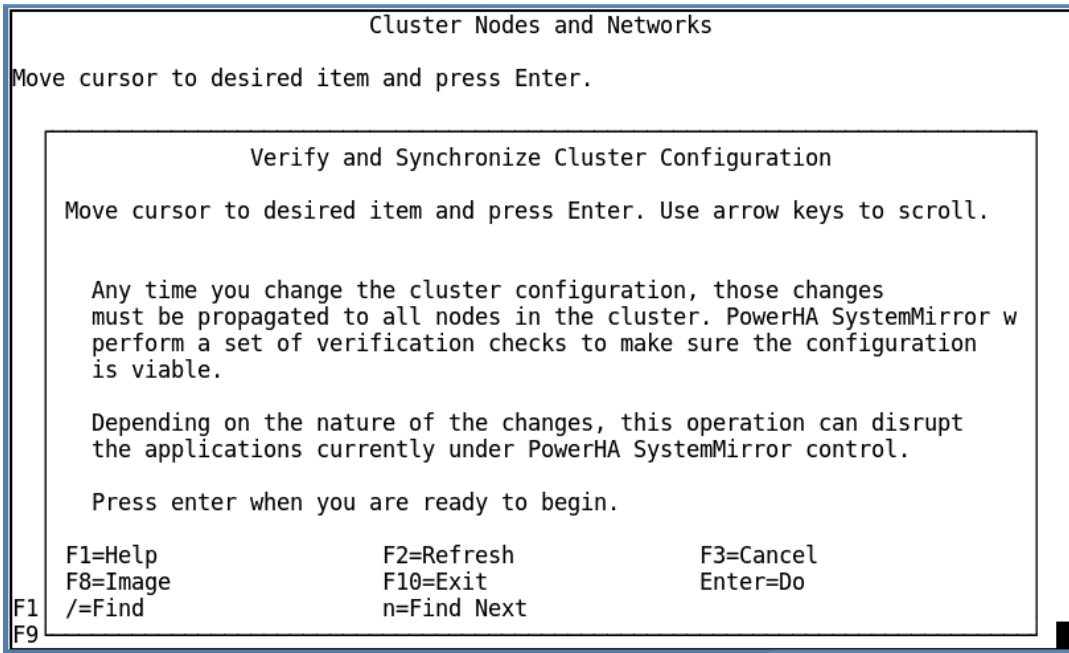 Cluster Nodes and Networks
Move cursor to desired item and press Enter.
Verify and Synchronize Cluster Configuration
Move cursor to desired item and press Enter. Use arrow keys to scroll.
Any time you change the cluster configuration, those changes
must be propagated to all nodes in the cluster. PowerHA SystemMirror w
perform a set of verification checks to make sure the configuration
is viable.
Depending on the nature of the changes, this operation can disrupt
the applications currently under PowerHA SystemMirror control.
Press enter when you are ready to begin.
F1=Help F2=Refresh F3=Cancel
F8=Image F10=Exit Enter=Do
F1 /=Find n=Find Next
F9